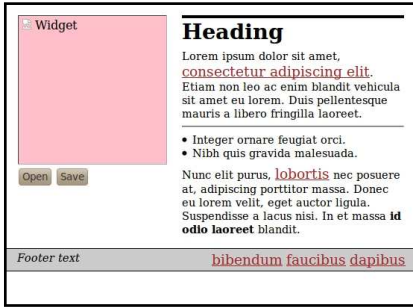 Widget
Open Save
Heading
Lorem ipsum dolor sit amet,
consectetur adipiscing elit.
Etiam non leo ac enim blandit vehicula
sit amet eu lorem. Duis pellentesque
mauris a libero fringilla laoreet.
• Integer ornare feugiat orci.
• Nibh quis gravida malesuada.
Nunc elit purus, lobortis nec posuere
at, adipiscing porttitor massa. Donec
eu lorem velit, eget auctor ligula.
Suspendisse a lacus nisi. In et massa id
odio laoreet blandit.
Footer text
bibendum faucibus dapibus